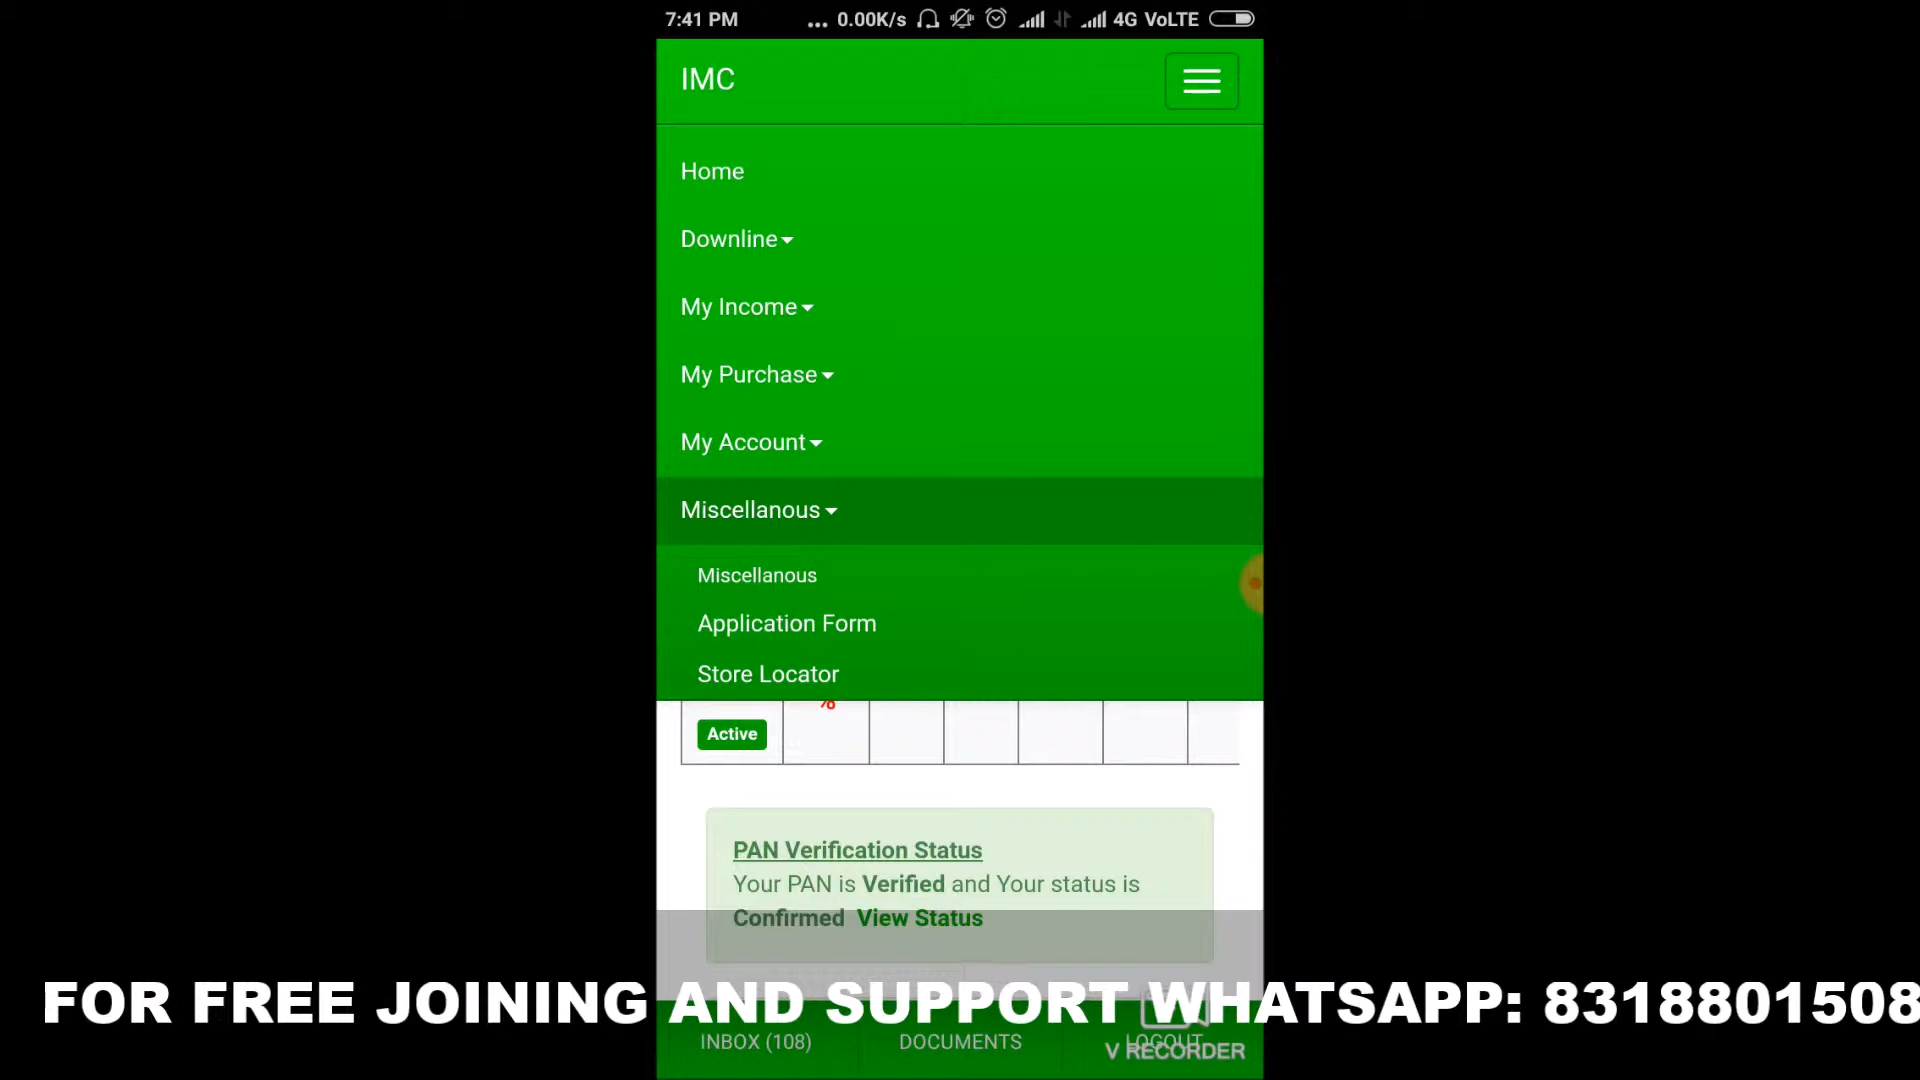 7:41 PM ... 0.00K/s 4G VoLTE
IMC
Home
Downline
My Income
My Purchase
My Account
Miscellanous
Miscellanous
Application Form
Store Locator
%
Active
PAN Verification Status
Your PAN is Verified and Your status is
Confirmed View Status
FOR FREE JOINING AND SUPPORT WHATSAPP: 8318801508
INBOX (108) DOCUMENTS LOGOUT
V RECORDER